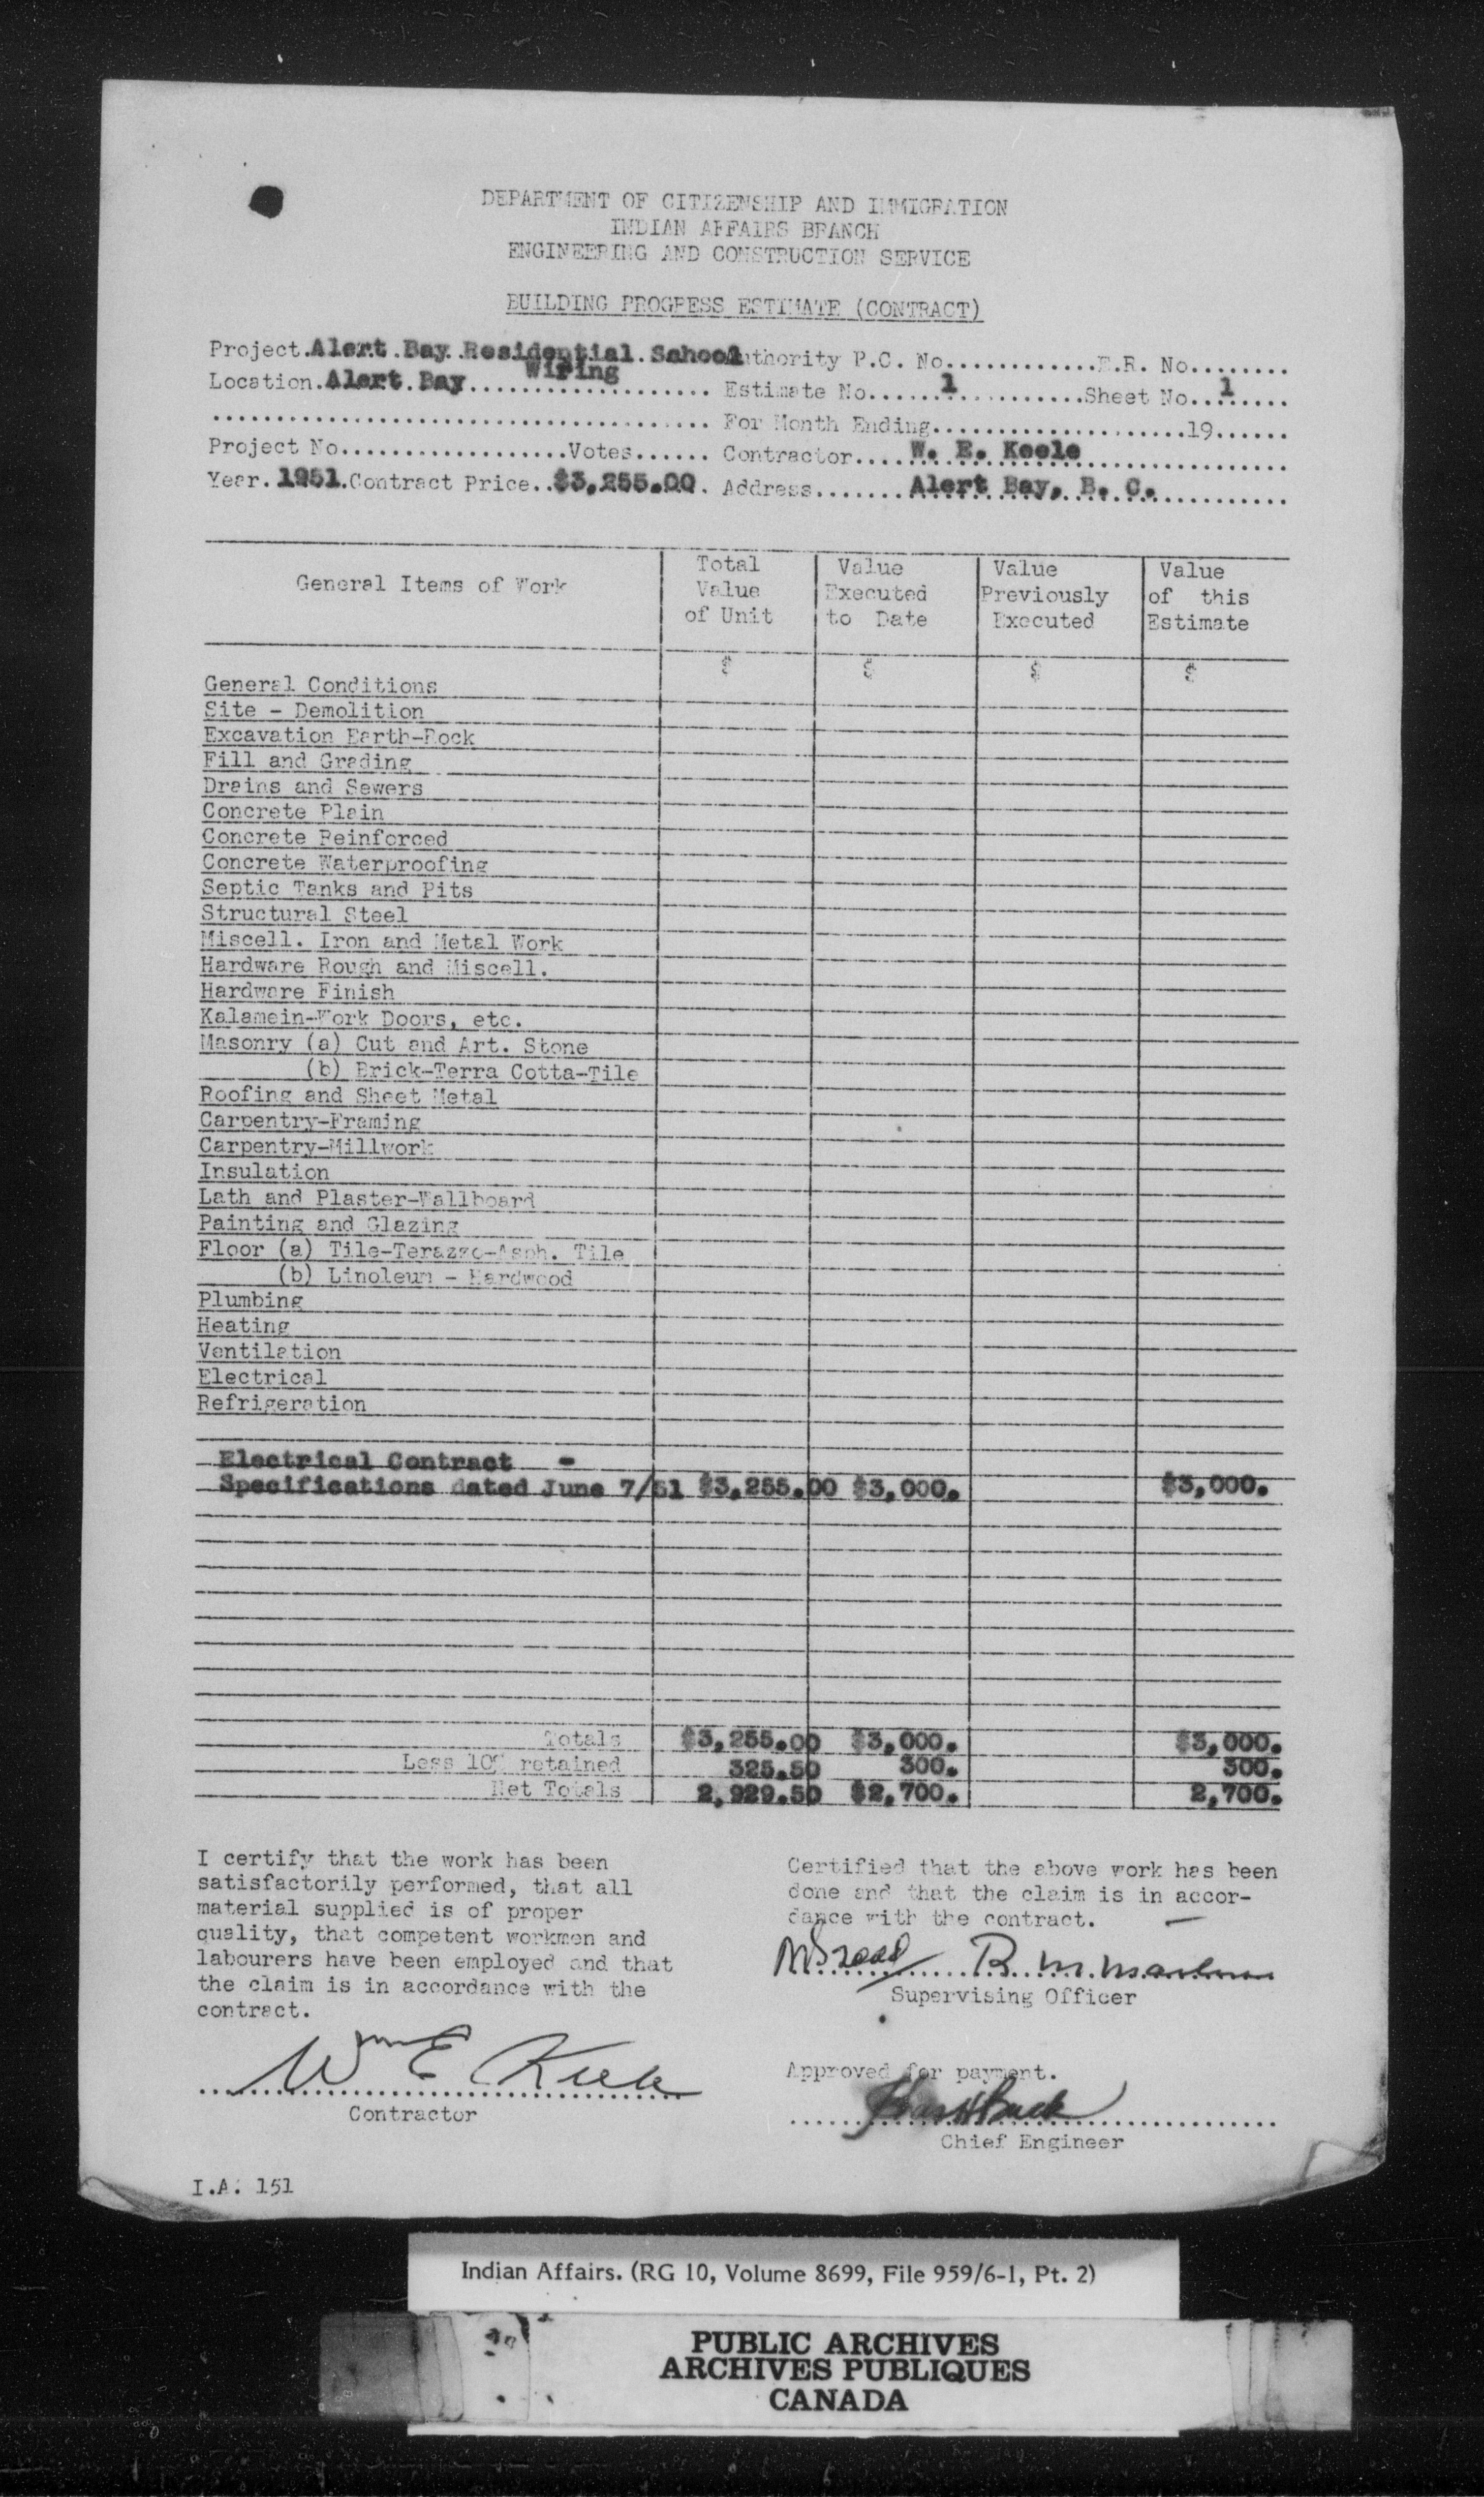 DEPARTMENT OF CITIZENSHIP AND IMMIGRATION
INDIAN AFFAIRS BRANCH
ENGINEERING AND CONSTRUCTION SERVICE
BUILDING PROGRESS ESTIMATE (CONTRACT)
Project.Alert.Bay.Residential.School Authority P.C. No.............E.R. No........
Wiring
Location.Alert.Bay................... Estimate No......1...........Sheet No...1.....
...................................... For Month Ending....................19......
Project No..................Votes...... Contractor....W. E. Keele................
Year.1951.Contract Price..$3,255.00. Address.......Alert Bay, B. C...........
General Items of Work Total Value of Unit Value Executed to Date Value Previously Executed Value of this Estimate
$ $ $ $
General Conditions
Site - Demolition
Excavation Earth-Rock
Fill and Grading
Drains and Sewers
Concrete Plain
Concrete Reinforced
Concrete Waterproofing
Septic Tanks and Pits
Structural Steel
Miscell. Iron and Metal Work
Hardware Rough and Miscell.
Hardware Finish
Kalamein-Work Doors, etc.
Masonry (a) Cut and Art. Stone
(b) Brick-Terra Cotta-Tile
Roofing and Sheet Metal
Carpentry-Framing
Carpentry-Millwork
Insulation
Lath and Plaster-Wallboard
Painting and Glazing
Floor (a) Tile-Terazzo-Asph. Tile
(b) Linoleum - Hardwood
Plumbing
Heating
Ventilation
Electrical
Refrigeration
Electrical Contract -
Specifications dated June 7/51 $3,255.00 $3,000. $3,000.
Totals $3,255.00 $3,000. $3,000.
Less 10% retained 325.50 300. 300.
Net Totals 2,929.50 $2,700. 2,700.
I certify that the work has been
satisfactorily performed, that all
material supplied is of proper
quality, that competent workmen and
labourers have been employed and that
the claim is in accordance with the
contract.
Wm E Keele
Contractor
Certified that the above work has been
done and that the claim is in accor-
dance with the contract.
R. M.
Supervising Officer
Approved for payment.
Chief Engineer
I.A. 151
Indian Affairs. (RG 10, Volume 8699, File 959/6-1, Pt. 2)
PUBLIC ARCHIVES
ARCHIVES PUBLIQUES
CANADA